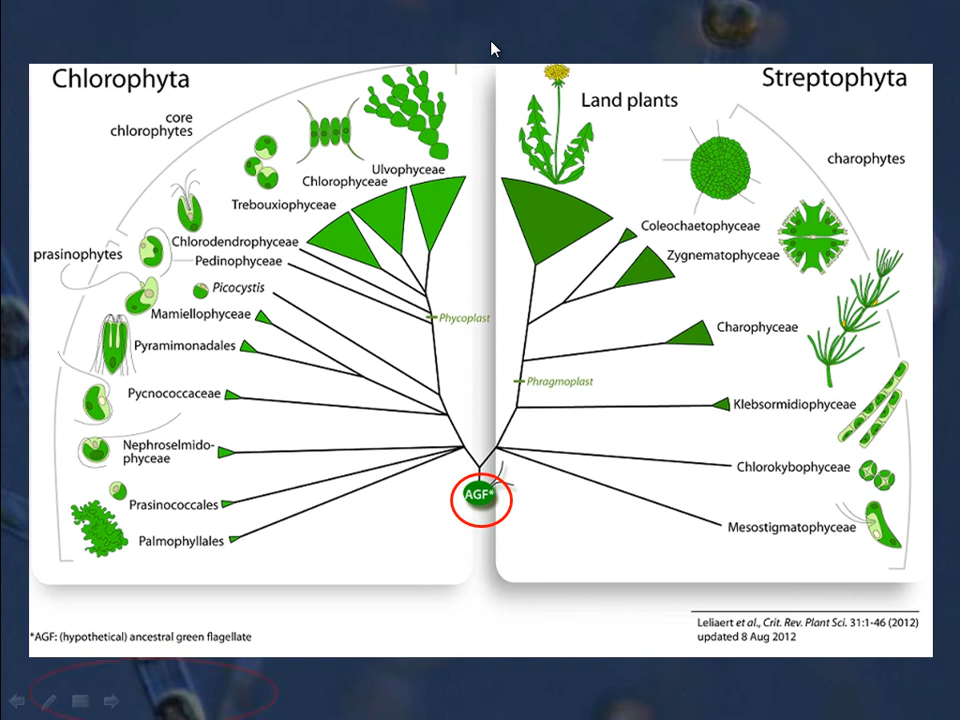 Chlorophyta
Streptophyta
core
chlorophytes
Land plants
charophytes
Ulvophyceae
Chlorophyceae
Trebouxiophyceae
Coleochaetophyceae
Chlorodendrophyceae
prasinophytes
Pedinophyceae
Zygnematophyceae
Picocystis
Mamiellophyceae
Phycoplast
Charophyceae
Pyramimonadales
Phragmoplast
Pycnococcaceae
Klebsormidiophyceae
Nephroselmido-
phyceae
Chlorokybophyceae
AGF*
Prasinococcales
Mesostigmatophyceae
Palmophyllales
Leliaert et al., Crit. Rev. Plant Sci. 31:1-46 (2012)
updated 8 Aug 2012
*AGF: (hypothetical) ancestral green flagellate